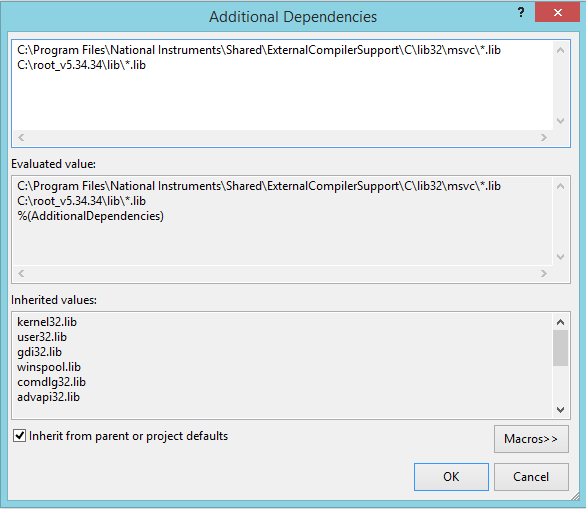 Additional Dependencies
?
C:\Program Files\National Instruments\Shared\ExternalCompilerSupport\C\lib32\msvc\*.lib
C:\root_v5.34.34\lib\*.lib
Evaluated value:
C:\Program Files\National Instruments\Shared\ExternalCompilerSupport\C\lib32\msvc\*.lib
C:\root_v5.34.34\lib\*.lib
%(AdditionalDependencies)
Inherited values:
kernel32.lib
user32.lib
gdi32.lib
winspool.lib
comdlg32.lib
advapi32.lib
Inherit from parent or project defaults
Macros>>
OK
Cancel